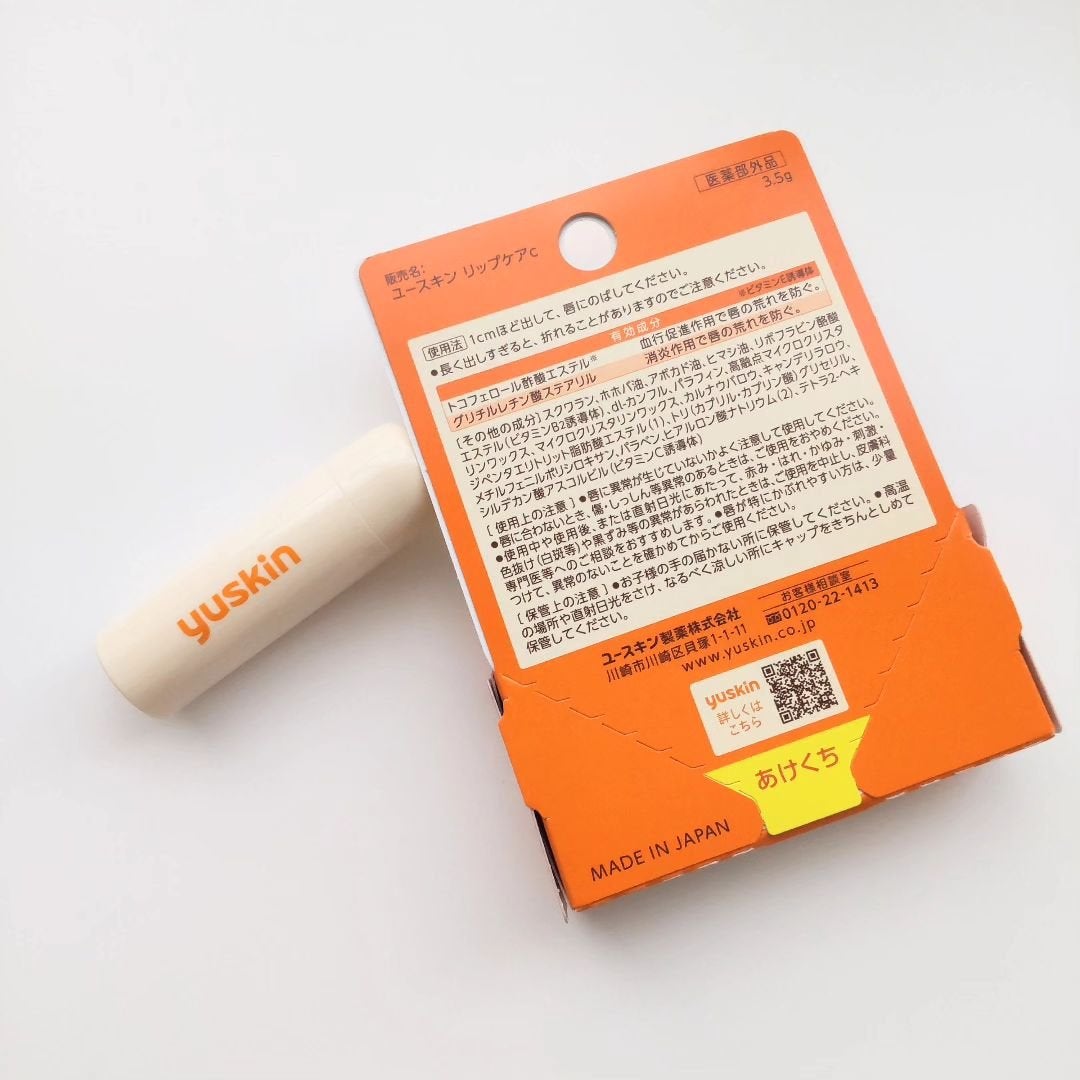 yuskin
医薬部外品
3.5g
販売名:
ユースキン リップケアc
使用法 1cmほど出して、唇にのばしてください。
●長く出しすぎると、折れることがありますのでご注意ください。
有効成分 ※ビタミンE誘導体
トコフェロール酢酸エステル※ 血行促進作用で唇の荒れを防ぐ。
グリチルレチン酸ステアリル 消炎作用で唇の荒れを防ぐ。
〔その他の成分〕スクワラン、ホホバ油、アボカド油、ヒマシ油、リボフラビン酪酸
エステル(ビタミンB2誘導体)、dl-カンフル、パラフィン、高融点マイクロクリスタ
リンワックス、マイクロクリスタリンワックス、カルナウバロウ、キャンデリラロウ、
ジペンタエリトリット脂肪酸エステル(1)、トリ(カプリル・カプリン酸)グリセリル、
メチルフェニルポリシロキサン、パラベン、ヒアルロン酸ナトリウム(2)、テトラ2-ヘキ
シルデカン酸アスコルビル(ビタミンC誘導体)
〔使用上の注意〕●唇に異常が生じていないかよく注意して使用してください。
●唇に合わないとき、傷・しっしん等異常のあるときは、ご使用をおやめください。
●使用中や使用後、または直射日光にあたって、赤み・はれ・かゆみ・刺激・
色抜け(白斑等)や黒ずみ等の異常があらわれたときは、ご使用を中止し、皮膚科
専門医等へのご相談をおすすめします。●唇が特にかぶれやすい方は、少量
つけて、異常のないことを確かめてからご使用ください。
〔保管上の注意〕●お子様の手の届かない所に保管してください。●高温
の場所や直射日光をさけ、なるべく涼しい所にキャップをきちんとしめて
保管してください。
ユースキン製薬株式会社
川崎市川崎区貝塚1-1-11
www.yuskin.co.jp
お客様相談室
0120-22-1413
yuskin
詳しくは
こちら
あけくち
MADE IN JAPAN